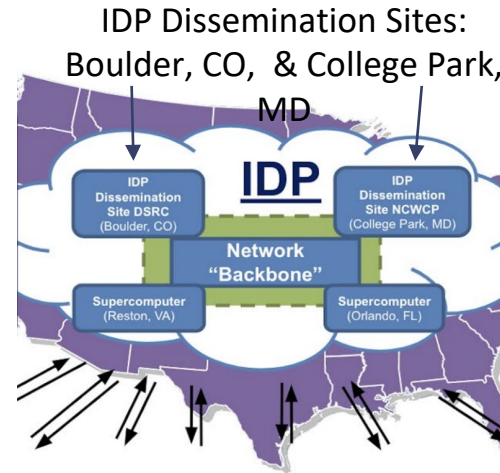 IDP Dissemination Sites:
Boulder, CO, & College Park,
MD
IDP
Dissemination
Site DSRC
(Boulder, CO)
IDP
IDP
Dissemination
Site NCWCP
(College Park, MD)
Network
“Backbone”
Supercomputer
(Reston, VA)
Supercomputer
(Orlando, FL)